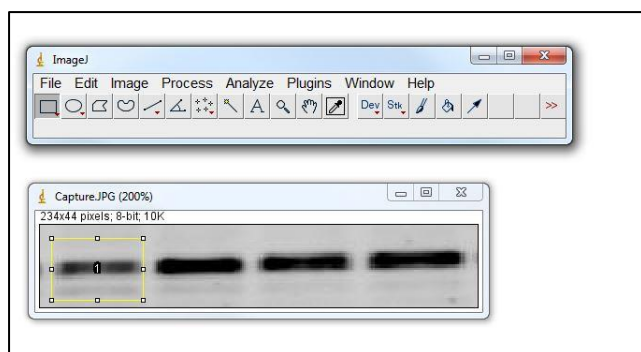 ImageJ
File Edit Image Process Analyze Plugins Window Help
A Dev Stk >>
Capture.JPG (200%)
234x44 pixels; 8-bit; 10K
1